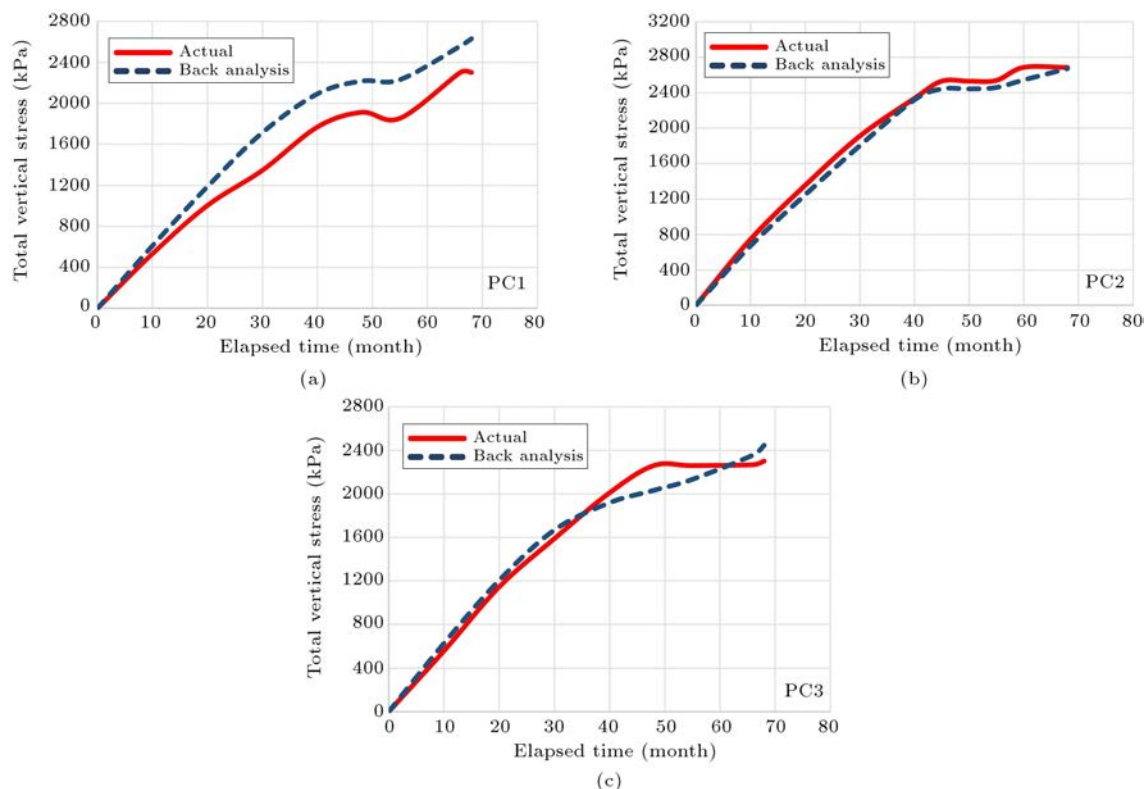 2800
2400
2000
1600
1200
800
400
0
Total vertical stress (kPa)
Actual
Back analysis
PC1
0 10 20 30 40 50 60 70 80
Elapsed time (month)
(a)
3200
2800
2400
2000
1600
1200
800
400
0
Total vertical stress (kPa)
Actual
Back analysis
PC2
0 10 20 30 40 50 60 70 80
Elapsed time (month)
(b)
2800
2400
2000
1600
1200
800
400
0
Total vertical stress (kPa)
Actual
Back analysis
PC3
0 10 20 30 40 50 60 70 80
Elapsed time (month)
(c)